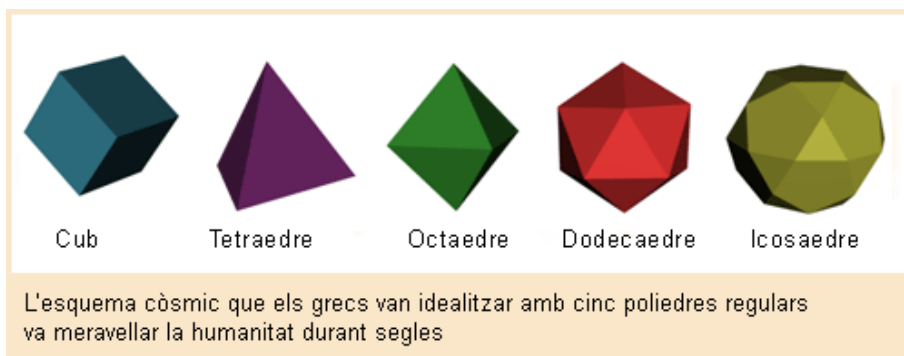 Cub
Tetraedre
Octaedre
Dodecaedre
Icosaedre
L'esquema còsmic que els grecs van idealitzar amb cinc poliedres regulars
va meravellar la humanitat durant segles